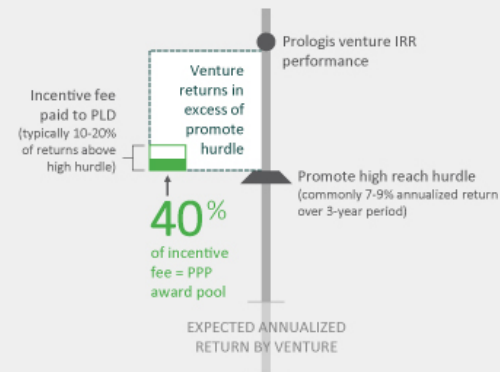 Prologis venture IRR
performance
Venture
returns in
excess of
promote
hurdle
Incentive fee
paid to PLD
(typically 10-20%
of returns above
high hurdle)
Promote high reach hurdle
(commonly 7-9% annualized return
over 3-year period)
40%
of incentive
fee = PPP
award pool
EXPECTED ANNUALIZED
RETURN BY VENTURE